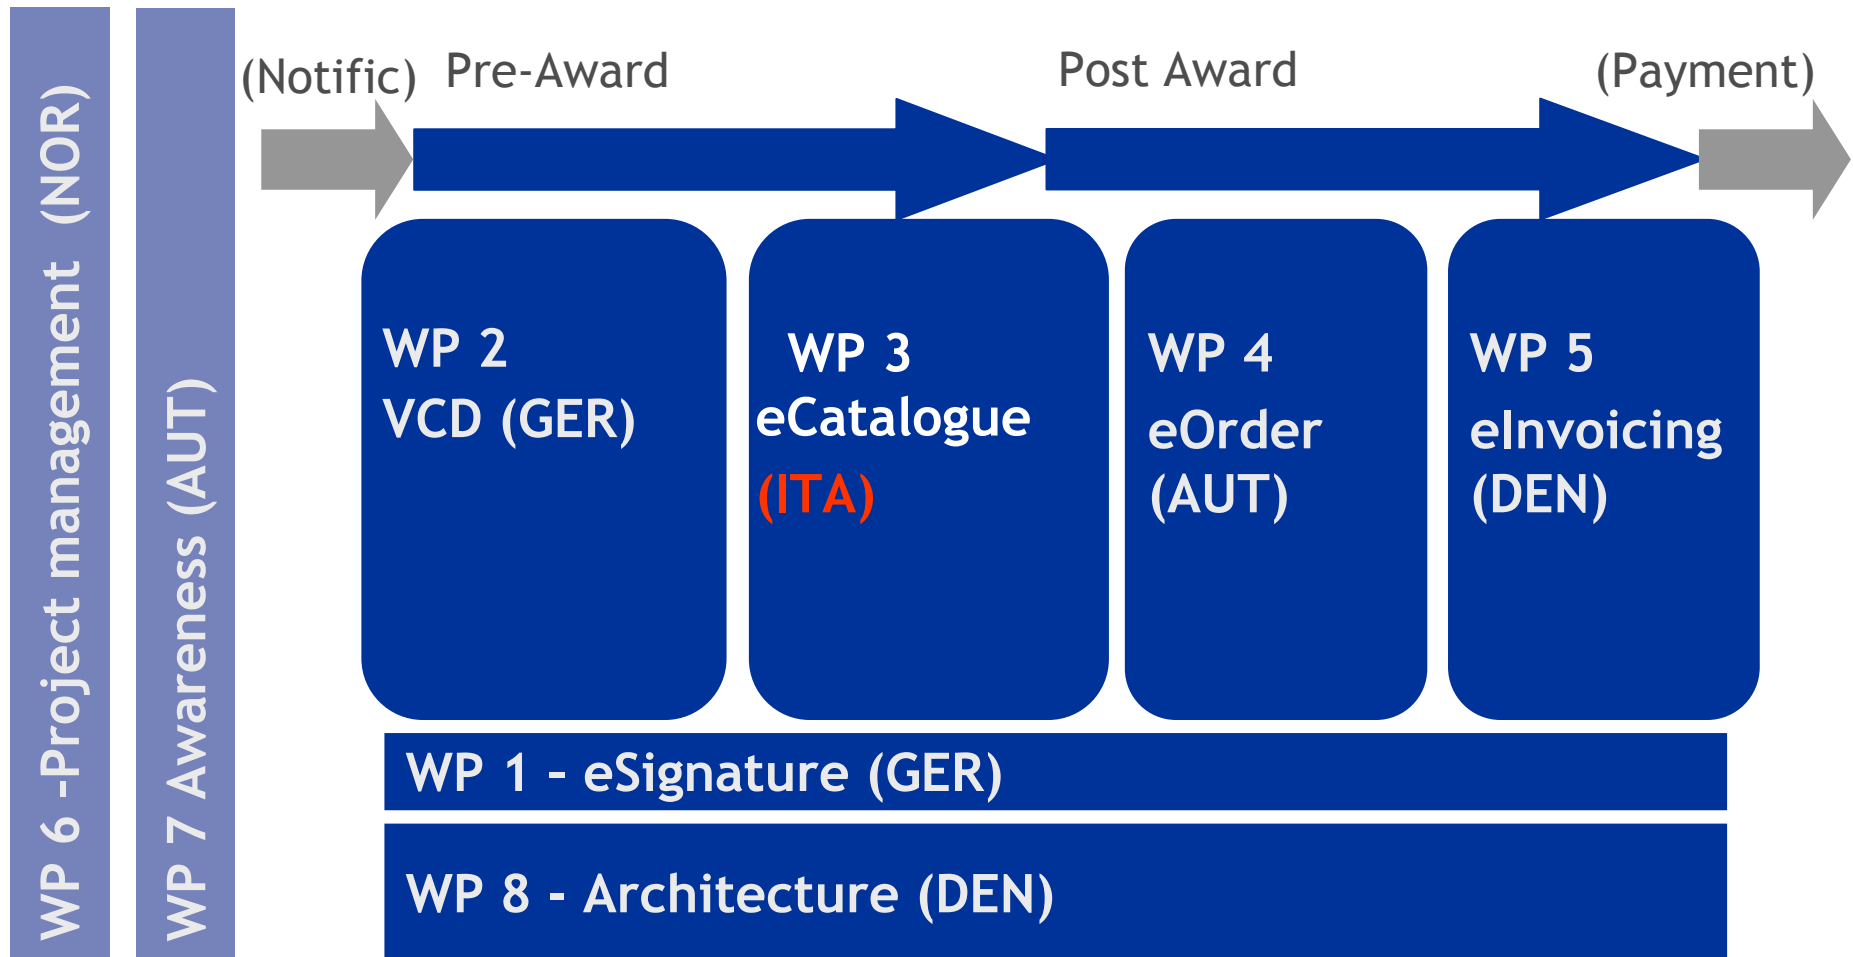 WP 6 -Project management (NOR)
WP 7 Awareness (AUT)
(Notific)
Pre-Award
Post Award
(Payment)
WP 2
VCD (GER)
WP 3
eCatalogue
(ITA)
WP 4
eOrder
(AUT)
WP 5
eInvoicing
(DEN)
WP 1 – eSignature (GER)
WP 8 - Architecture (DEN)